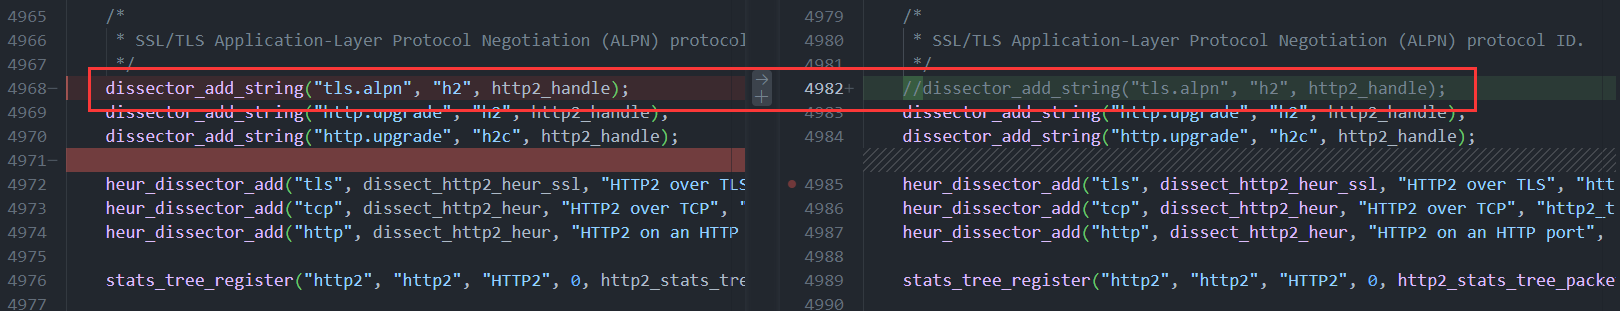 4965 /*
4966 * SSL/TLS Application-Layer Protocol Negotiation (ALPN) protocol
4967 */
4968− dissector_add_string("tls.alpn", "h2", http2_handle);
4969 dissector_add_string("http.upgrade", "h2", http2_handle);
4970 dissector_add_string("http.upgrade", "h2c", http2_handle);
4971−
4972 heur_dissector_add("tls", dissect_http2_heur_ssl, "HTTP2 over TLS
4973 heur_dissector_add("tcp", dissect_http2_heur, "HTTP2 over TCP", "
4974 heur_dissector_add("http", dissect_http2_heur, "HTTP2 on an HTTP
4975
4976 stats_tree_register("http2", "http2", "HTTP2", 0, http2_stats_tre
4977
4979 /*
4980 * SSL/TLS Application-Layer Protocol Negotiation (ALPN) protocol ID.
4981 */
4982+ //dissector_add_string("tls.alpn", "h2", http2_handle);
4983 dissector_add_string("http.upgrade", "h2", http2_handle);
4984 dissector_add_string("http.upgrade", "h2c", http2_handle);
4985 heur_dissector_add("tls", dissect_http2_heur_ssl, "HTTP2 over TLS", "htt
4986 heur_dissector_add("tcp", dissect_http2_heur, "HTTP2 over TCP", "http2_t
4987 heur_dissector_add("http", dissect_http2_heur, "HTTP2 on an HTTP port",
4988
4989 stats_tree_register("http2", "http2", "HTTP2", 0, http2_stats_tree_packe
4990